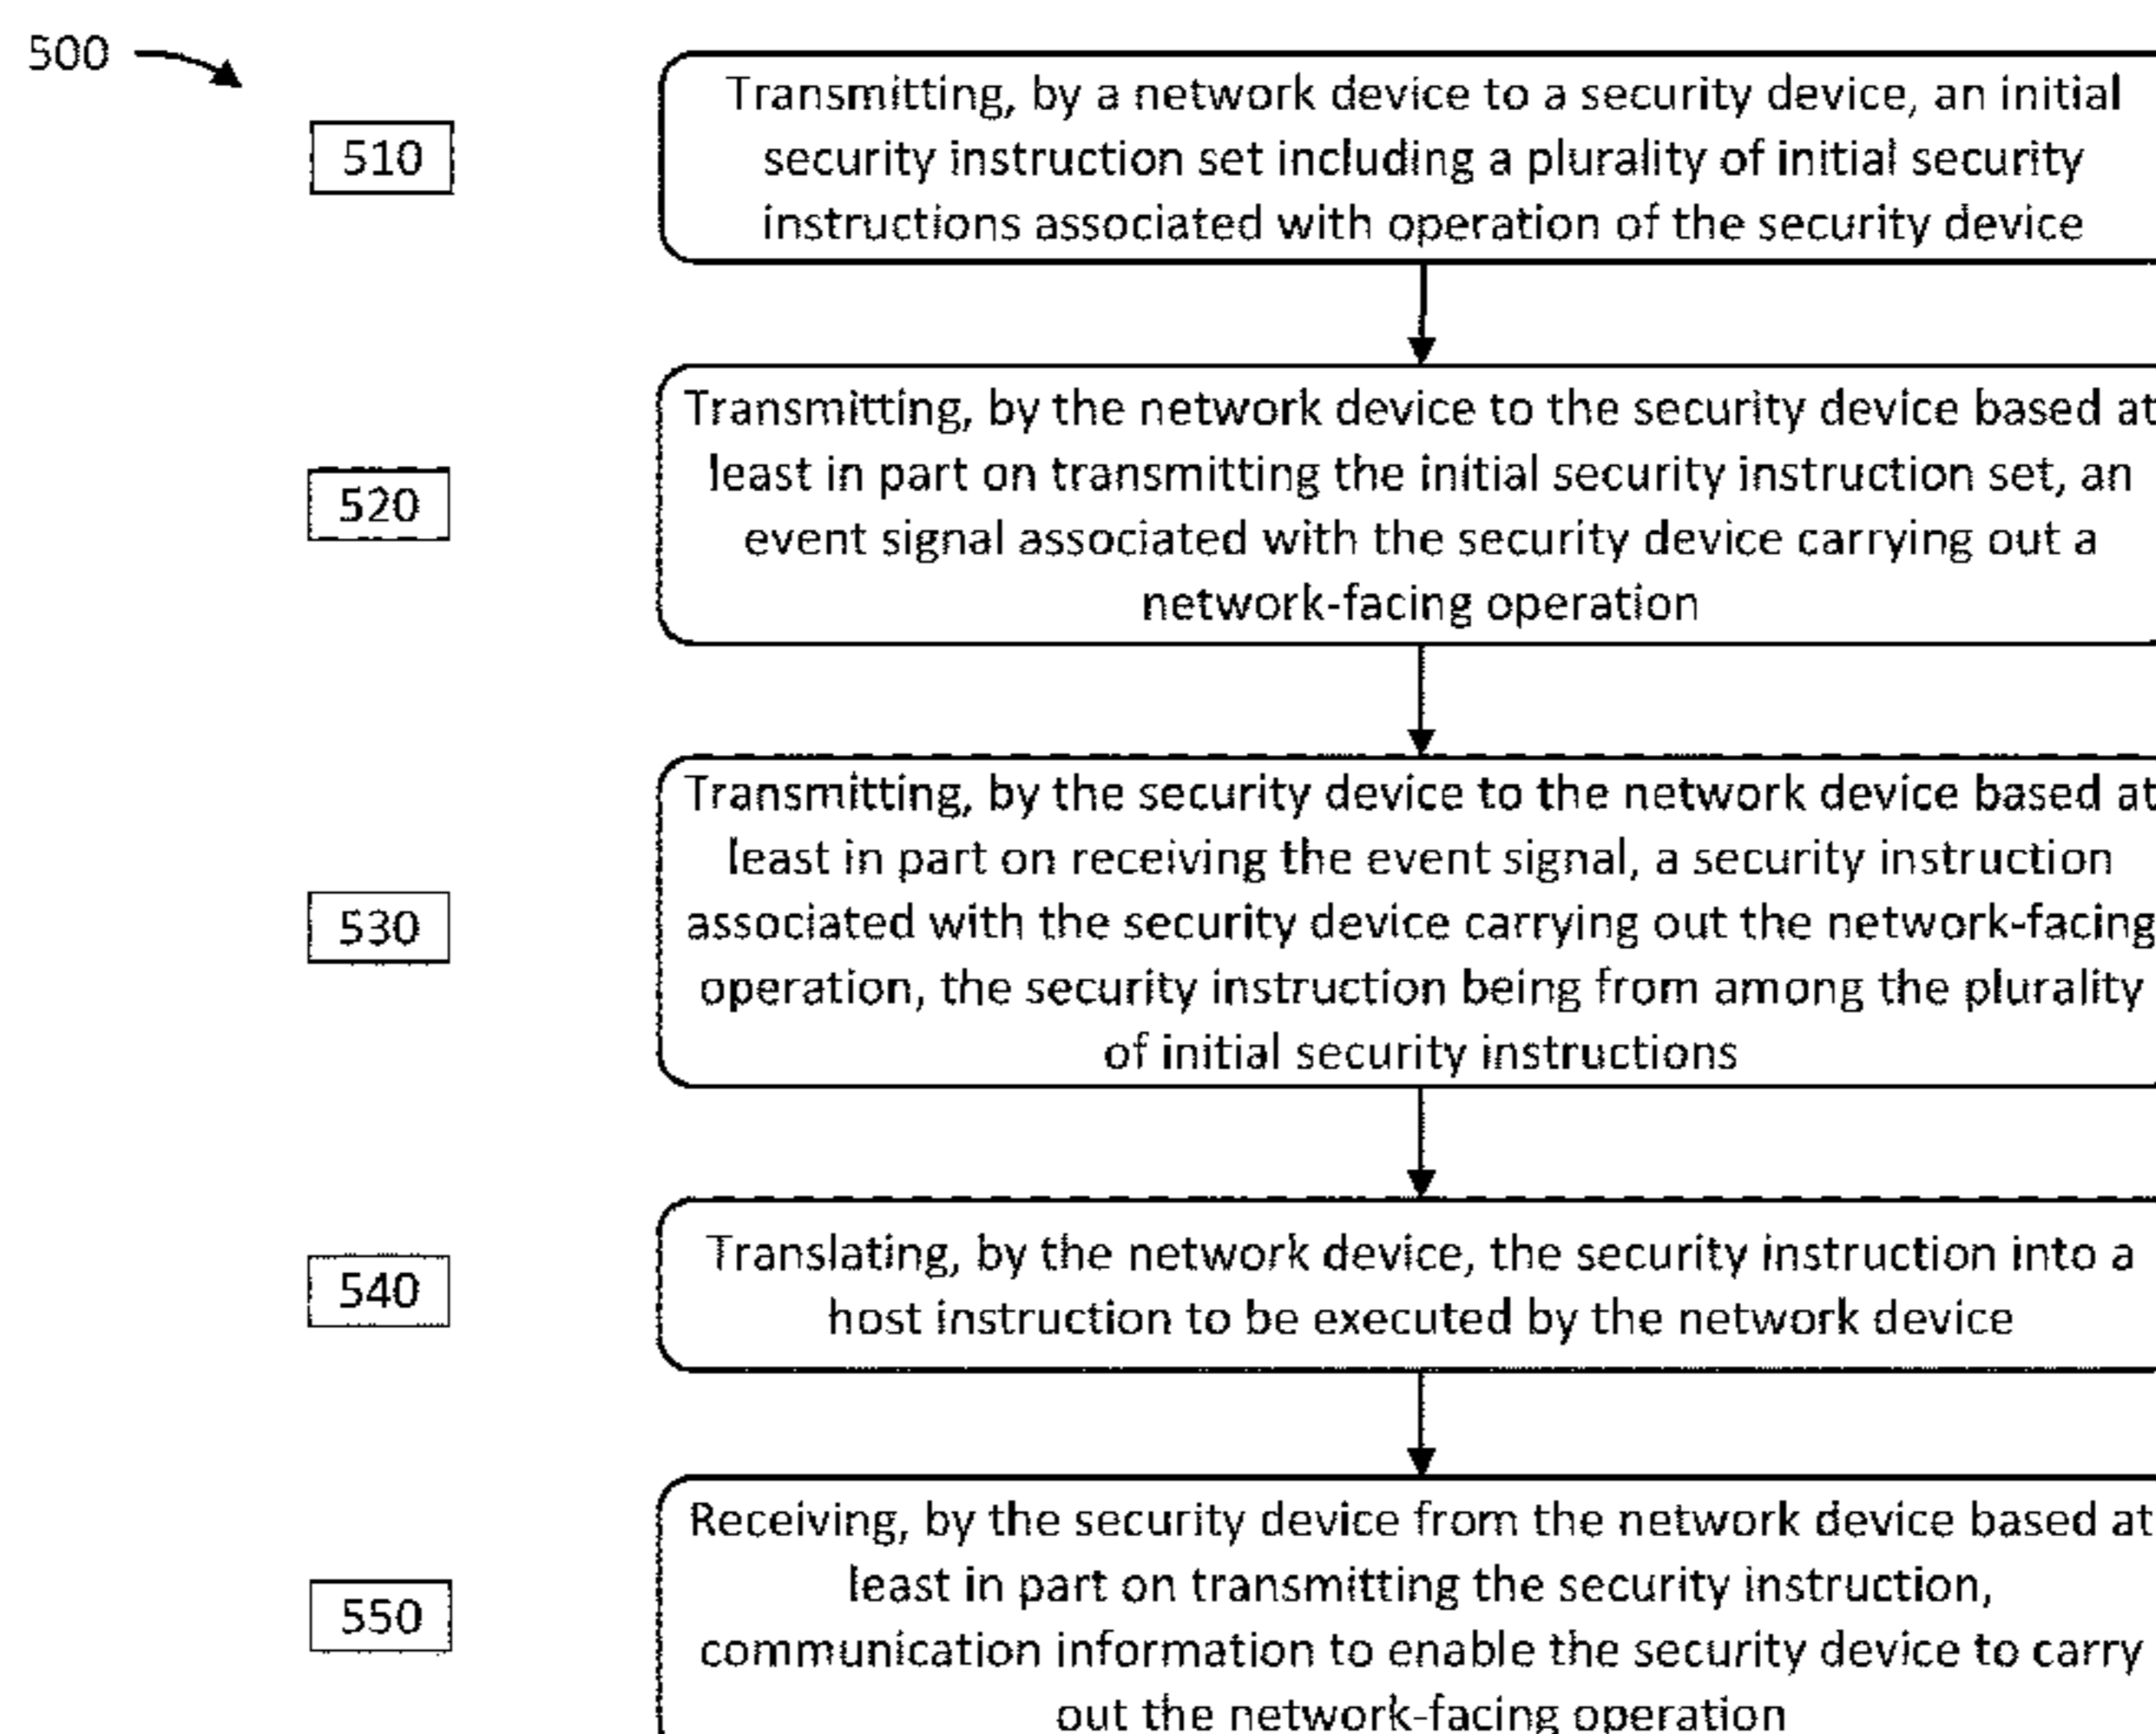 500
510
Transmitting, by a network device to a security device, an initial
security instruction set including a plurality of initial security
instructions associated with operation of the security device
520
Transmitting, by the network device to the security device based at
least in part on transmitting the initial security instruction set, an
event signal associated with the security device carrying out a
network-facing operation
530
Transmitting, by the security device to the network device based at
least in part on receiving the event signal, a security instruction
associated with the security device carrying out the network-facing
operation, the security instruction being from among the plurality
of initial security instructions
540
Translating, by the network device, the security instruction into a
host instruction to be executed by the network device
550
Receiving, by the security device from the network device based at
least in part on transmitting the security instruction,
communication information to enable the security device to carry
out the network-facing operation